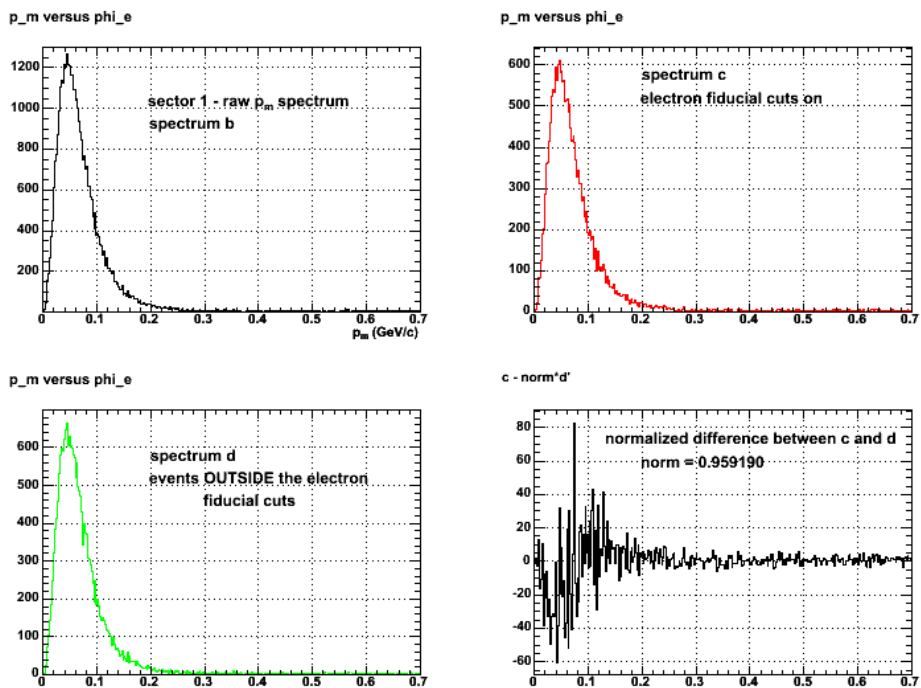 p_m versus phi_e
1200
1000
800
600
400
200
0
sector 1 - raw pm spectrum
spectrum b
0 0.1 0.2 0.3 0.4 0.5 0.6 0.7
pm (GeV/c)
p_m versus phi_e
600
500
400
300
200
100
0
spectrum c
electron fiducial cuts on
0 0.1 0.2 0.3 0.4 0.5 0.6 0.7
p_m versus phi_e
600
500
400
300
200
100
0
spectrum d
events OUTSIDE the electron
fiducial cuts
0 0.1 0.2 0.3 0.4 0.5 0.6 0.7
c - norm*d'
80
60
40
20
0
-20
-40
-60
normalized difference between c and d
norm = 0.959190
0 0.1 0.2 0.3 0.4 0.5 0.6 0.7